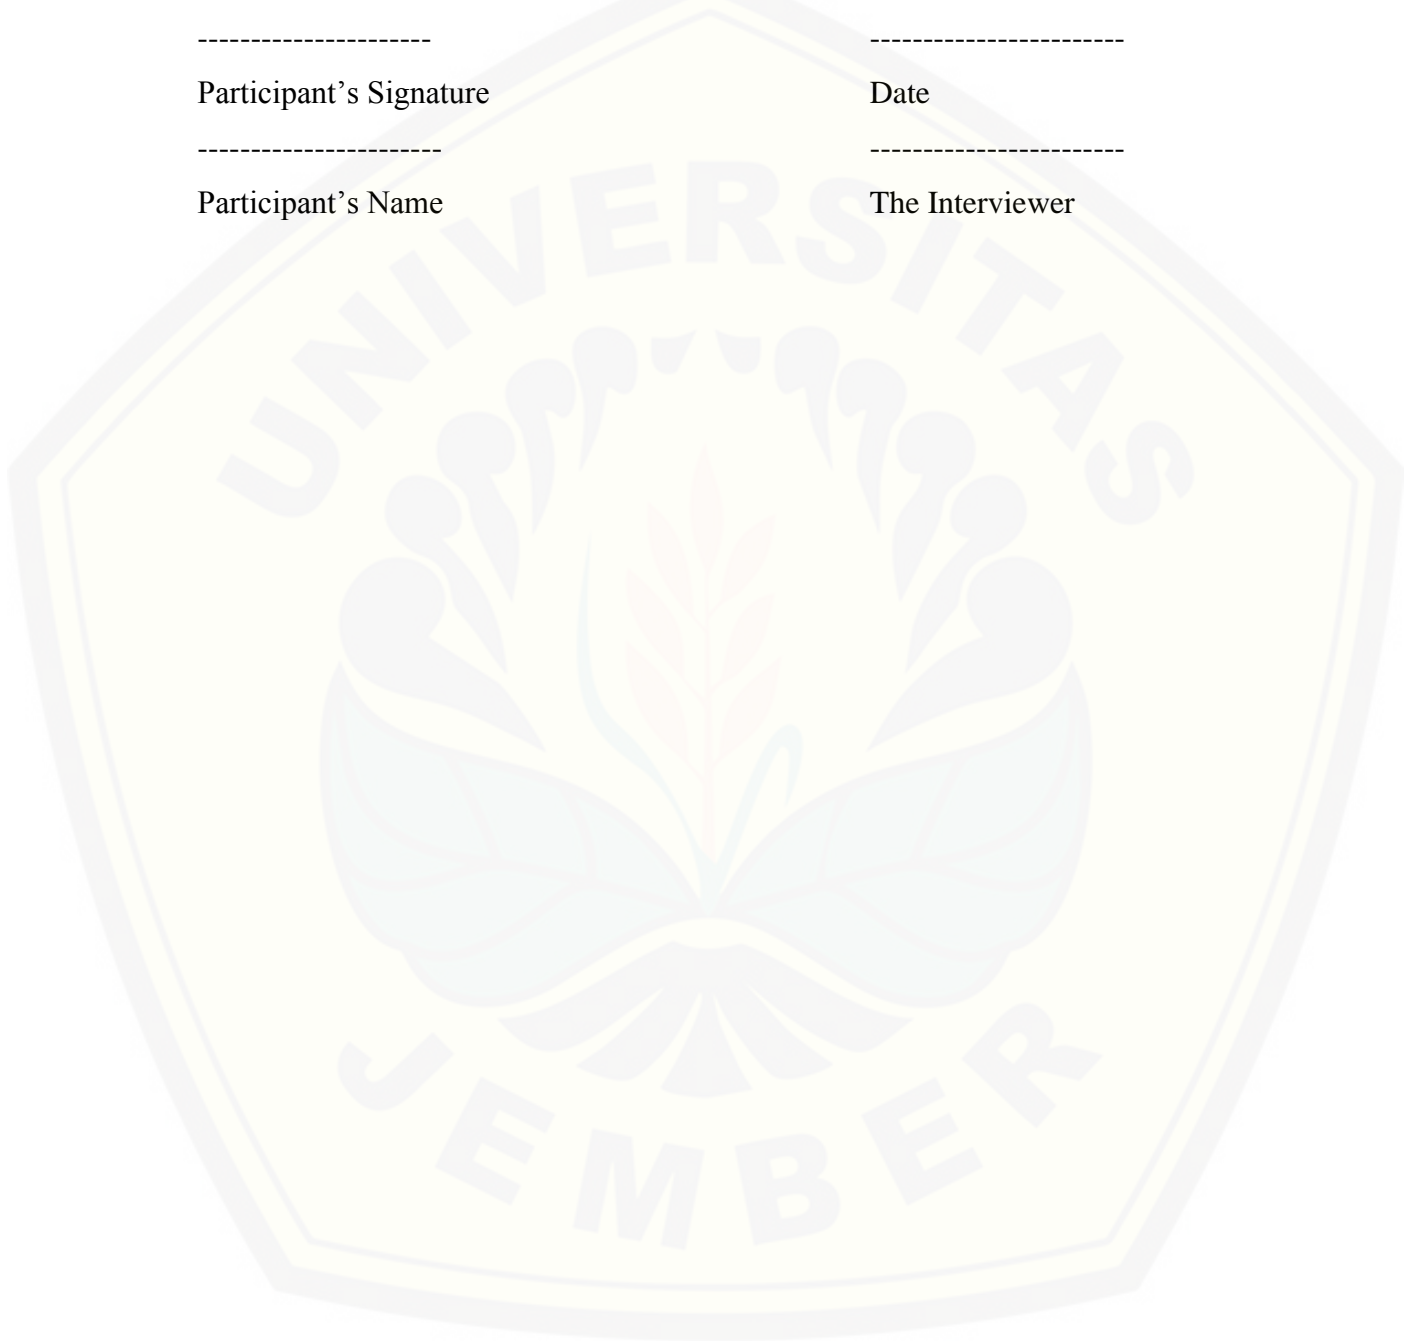 ---------------------- ------------------------
Participant’s Signature Date
----------------------- ------------------------
Participant’s Name The Interviewer
UNIVERSITAS
JEMBER